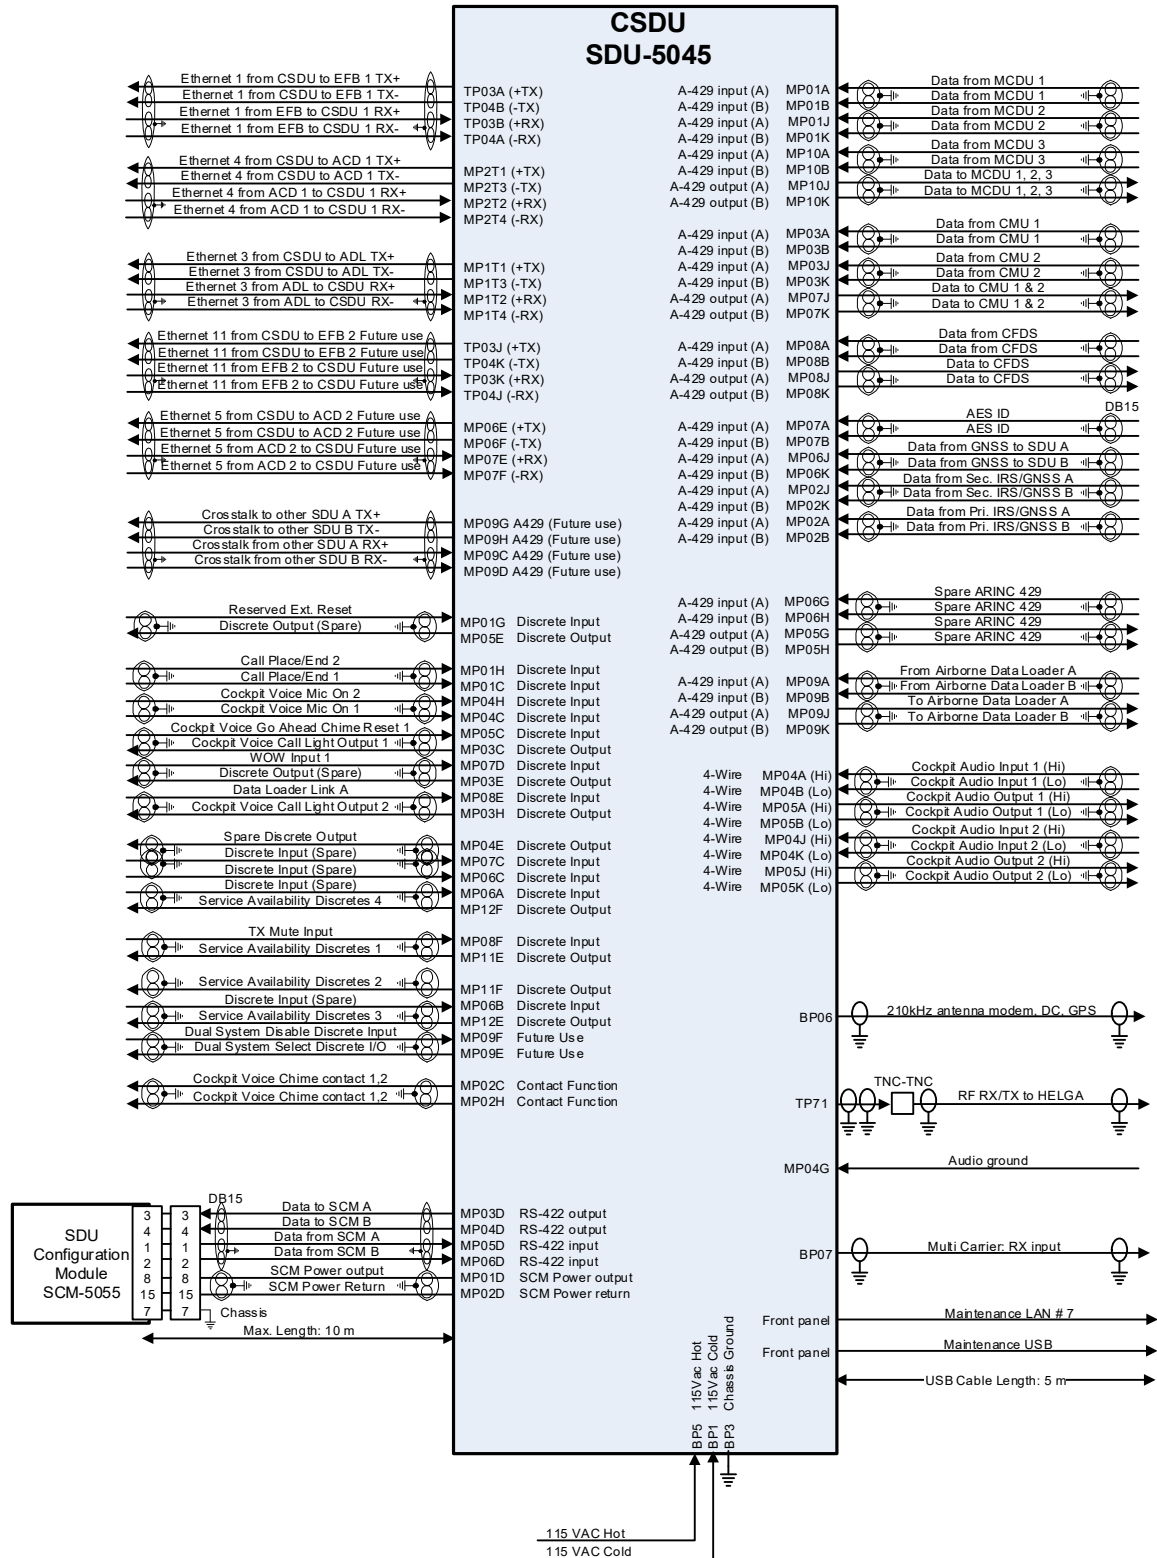 CSDU
SDU-5045
Ethernet 1 from CSDU to EFB 1 TX+
Ethernet 1 from CSDU to EFB 1 TX-
Ethernet 1 from EFB to CSDU 1 RX+
Ethernet 1 from EFB to CSDU 1 RX-
TP03A (+TX)
TP04B (-TX)
TP03B (+RX)
TP04A (-RX)
Ethernet 4 from CSDU to ACD 1 TX+
Ethernet 4 from CSDU to ACD 1 TX-
Ethernet 4 from ACD 1 to CSDU 1 RX+
Ethernet 4 from ACD 1 to CSDU 1 RX-
MP2T1 (+TX)
MP2T3 (-TX)
MP2T2 (+RX)
MP2T4 (-RX)
Ethernet 3 from CSDU to ADL TX+
Ethernet 3 from CSDU to ADL TX-
Ethernet 3 from ADL to CSDU RX+
Ethernet 3 from ADL to CSDU RX-
MP1T1 (+TX)
MP1T3 (-TX)
MP1T2 (+RX)
MP1T4 (-RX)
Ethernet 11 from CSDU to EFB 2 Future use
Ethernet 11 from CSDU to EFB 2 Future use
Ethernet 11 from EFB 2 to CSDU Future use
Ethernet 11 from EFB 2 to CSDU Future use
TP03J (+TX)
TP04K (-TX)
TP03K (+RX)
TP04J (-RX)
Ethernet 5 from CSDU to ACD 2 Future use
Ethernet 5 from CSDU to ACD 2 Future use
Ethernet 5 from ACD 2 to CSDU Future use
Ethernet 5 from ACD 2 to CSDU Future use
MP06E (+TX)
MP06F (-TX)
MP07E (+RX)
MP07F (-RX)
Crosstalk to other SDU A TX+
Crosstalk to other SDU B TX-
Crosstalk from other SDU A RX+
Crosstalk from other SDU B RX-
MP09G A429 (Future use)
MP09H A429 (Future use)
MP09C A429 (Future use)
MP09D A429 (Future use)
Reserved Ext. Reset
Discrete Output (Spare)
MP01G Discrete Input
MP05E Discrete Output
Call Place/End 2
Call Place/End 1
Cockpit Voice Mic On 2
Cockpit Voice Mic On 1
Cockpit Voice Go Ahead Chime Reset 1
Cockpit Voice Call Light Output 1
WOW Input 1
Discrete Output (Spare)
Data Loader Link A
Cockpit Voice Call Light Output 2
MP01H Discrete Input
MP01C Discrete Input
MP04H Discrete Input
MP04C Discrete Input
MP05C Discrete Input
MP03C Discrete Output
MP07D Discrete Input
MP03E Discrete Output
MP08E Discrete Input
MP03H Discrete Output
Spare Discrete Output
Discrete Input (Spare)
Discrete Input (Spare)
Discrete Input (Spare)
Service Availability Discretes 4
MP04E Discrete Output
MP07C Discrete Input
MP06C Discrete Input
MP06A Discrete Input
MP12F Discrete Output
TX Mute Input
Service Availability Discretes 1
MP08F Discrete Input
MP11E Discrete Output
Service Availability Discretes 2
Discrete Input (Spare)
Service Availability Discretes 3
Dual System Disable Discrete Input
Dual System Select Discrete I/O
MP11F Discrete Output
MP06B Discrete Input
MP12E Discrete Output
MP09F Future Use
MP09E Future Use
Cockpit Voice Chime contact 1,2
Cockpit Voice Chime contact 1,2
MP02C Contact Function
MP02H Contact Function
SDU
Configuration
Module
SCM-5055
DB15
3 3
4 4
1 1
2 2
8 8
15 15
7 7
Data to SCM A
Data to SCM B
Data from SCM A
Data from SCM B
SCM Power output
SCM Power Return
Chassis
Max. Length: 10 m
MP03D RS-422 output
MP04D RS-422 output
MP05D RS-422 input
MP06D RS-422 input
MP01D SCM Power output
MP02D SCM Power return
A-429 input (A) MP01A
A-429 input (B) MP01B
A-429 input (A) MP01J
A-429 input (B) MP01K
A-429 input (A) MP10A
A-429 input (B) MP10B
A-429 output (A) MP10J
A-429 output (B) MP10K
Data from MCDU 1
Data from MCDU 1
Data from MCDU 2
Data from MCDU 2
Data from MCDU 3
Data from MCDU 3
Data to MCDU 1, 2, 3
A-429 input (A) MP03A
A-429 input (B) MP03B
A-429 input (A) MP03J
A-429 input (B) MP03K
A-429 output (A) MP07J
A-429 output (B) MP07K
Data from CMU 1
Data from CMU 1
Data from CMU 2
Data from CMU 2
Data to CMU 1 & 2
A-429 input (A) MP08A
A-429 input (B) MP08B
A-429 output (A) MP08J
A-429 output (B) MP08K
Data from CFDS
Data from CFDS
Data to CFDS
Data to CFDS
DB15
A-429 input (A) MP07A
A-429 input (B) MP07B
A-429 input (A) MP06J
A-429 input (B) MP06K
A-429 input (A) MP02J
A-429 input (B) MP02K
A-429 input (A) MP02A
A-429 input (B) MP02B
AES ID
AES ID
Data from GNSS to SDU A
Data from GNSS to SDU B
Data from Sec. IRS/GNSS A
Data from Sec. IRS/GNSS B
Data from Pri. IRS/GNSS A
Data from Pri. IRS/GNSS B
A-429 input (A) MP06G
A-429 input (B) MP06H
A-429 output (A) MP05G
A-429 output (B) MP05H
Spare ARINC 429
Spare ARINC 429
Spare ARINC 429
Spare ARINC 429
A-429 input (A) MP09A
A-429 input (B) MP09B
A-429 output (A) MP09J
A-429 output (B) MP09K
From Airborne Data Loader A
From Airborne Data Loader B
To Airborne Data Loader A
To Airborne Data Loader B
4-Wire MP04A (Hi)
4-Wire MP04B (Lo)
4-Wire MP05A (Hi)
4-Wire MP05B (Lo)
4-Wire MP04J (Hi)
4-Wire MP04K (Lo)
4-Wire MP05J (Hi)
4-Wire MP05K (Lo)
Cockpit Audio Input 1 (Hi)
Cockpit Audio Input 1 (Lo)
Cockpit Audio Output 1 (Hi)
Cockpit Audio Output 1 (Lo)
Cockpit Audio Input 2 (Hi)
Cockpit Audio Input 2 (Lo)
Cockpit Audio Output 2 (Hi)
Cockpit Audio Output 2 (Lo)
BP06
210kHz antenna modem, DC, GPS
TP71
TNC-TNC
RF RX/TX to HELGA
MP04G
Audio ground
BP07
Multi Carrier: RX input
Front panel
Maintenance LAN # 7
Front panel
Maintenance USB
USB Cable Length: 5 m
BP5 115Vac Hot
BP1 115Vac Cold
BP3 Chassis Ground
115 VAC Hot
115 VAC Cold